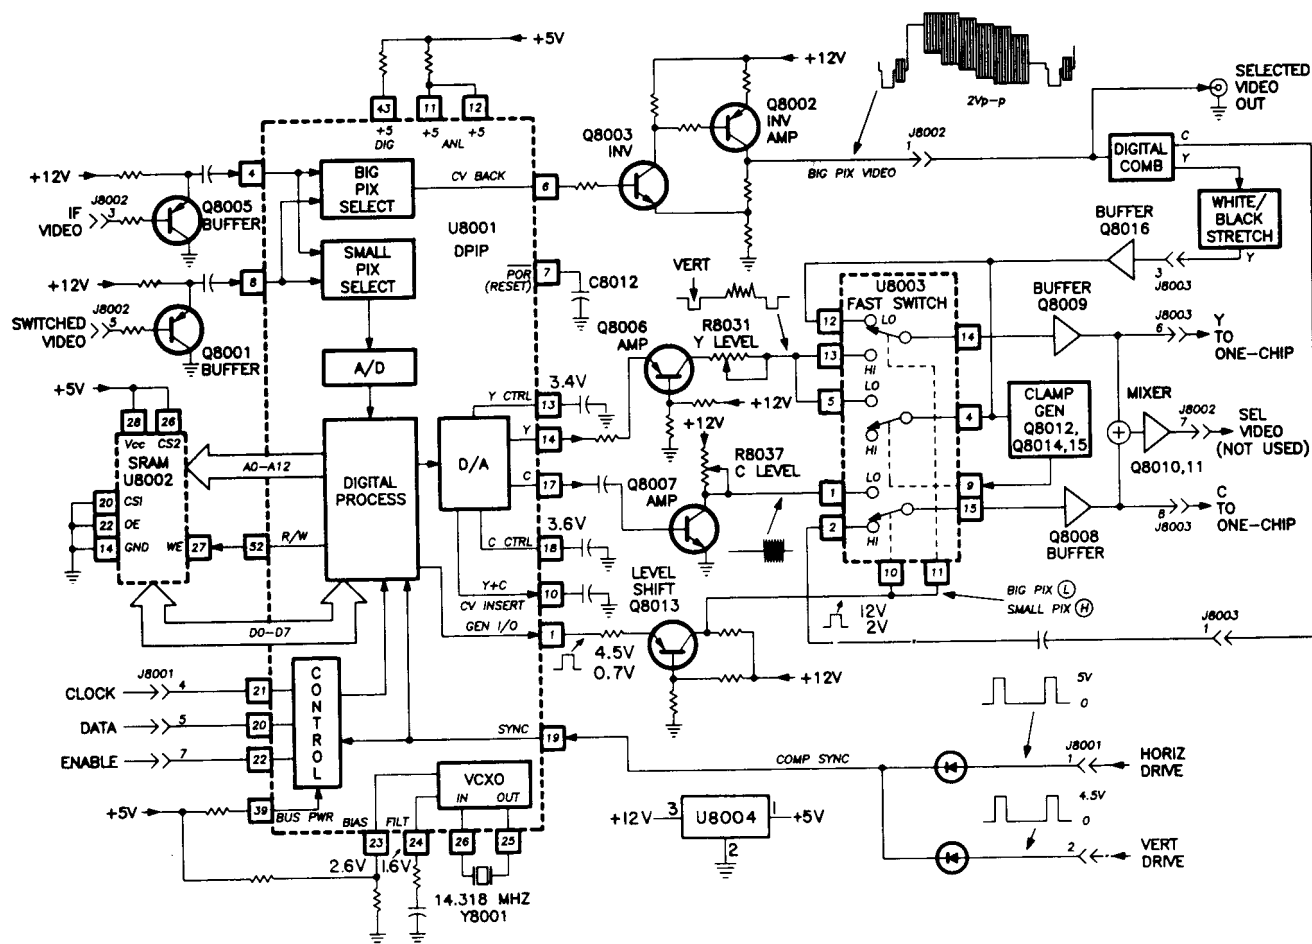 +5V
43
11
12
+5
DIG
+5
ANL
+5
+12V
J8002
3
IF
VIDEO
Q8005
BUFFER
4
BIG
PIX
SELECT
CV BACK
6
U8001
DPIP
+12V
J8002
5
SWITCHED
VIDEO
Q8001
BUFFER
8
SMALL
PIX
SELECT
POR
(RESET)
7
C8012
A/D
Q8003
INV
Q8002
INV
AMP
+12V
2Vp-p
BIG PIX VIDEO
J8002
1
SELECTED
VIDEO
OUT
DIGITAL
COMB
C
Y
WHITE/
BLACK
STRETCH
Y
BUFFER
Q8016
3
J8003
VERT
Q8006
AMP
R8031
Y LEVEL
+12V
+12V
R8037
C LEVEL
Q8007
AMP
U8003
FAST SWITCH
12
LO
13
HI
LO
5
HI
LO
1
2
HI
14
4
9
15
10
11
BUFFER
Q8009
J8003
6
Y
TO
ONE-CHIP
CLAMP
GEN
Q8012,
Q8014,15
MIXER
J8002
7
SEL
VIDEO
(NOT USED)
Q8010,11
8
J8003
C
TO
ONE-CHIP
Q8008
BUFFER
BIG PIX L
SMALL PIX H
12V
2V
J8003
1
+5V
28
26
Vcc
CS2
SRAM
U8002
20
CS1
22
OE
14
GND
WE
27
A0-A12
52
R/W
D0-D7
DIGITAL
PROCESS
D/A
Y CTRL
13
3.4V
Y
14
C
17
3.6V
C CTRL
18
Y+C
CV INSERT
10
GEN I/O
1
4.5V
0.7V
LEVEL
SHIFT
Q8013
+12V
CLOCK
J8001
4
21
DATA
5
20
ENABLE
7
22
CONTROL
SYNC
19
COMP SYNC
5V
0
J8001
1
HORIZ
DRIVE
4.5V
0
2
VERT
DRIVE
+5V
39
BUS PWR
BIAS
FILT
VCXO
IN
OUT
23
24
26
25
2.6V
1.6V
14.318 MHZ
Y8001
+12V
3
U8004
1
+5V
2